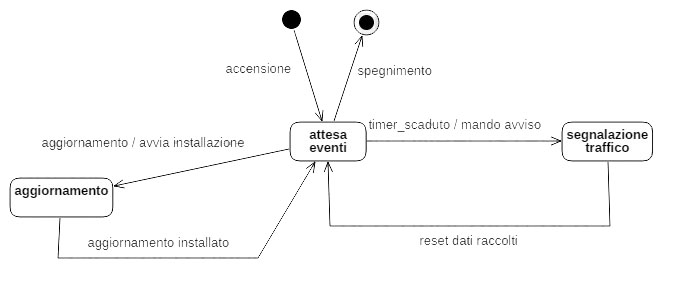 accensione
spegnimento
timer_scaduto / mando avviso
attesa
eventi
segnalazione
traffico
aggiornamento / avvia installazione
aggiornamento
aggiornamento installato
reset dati raccolti